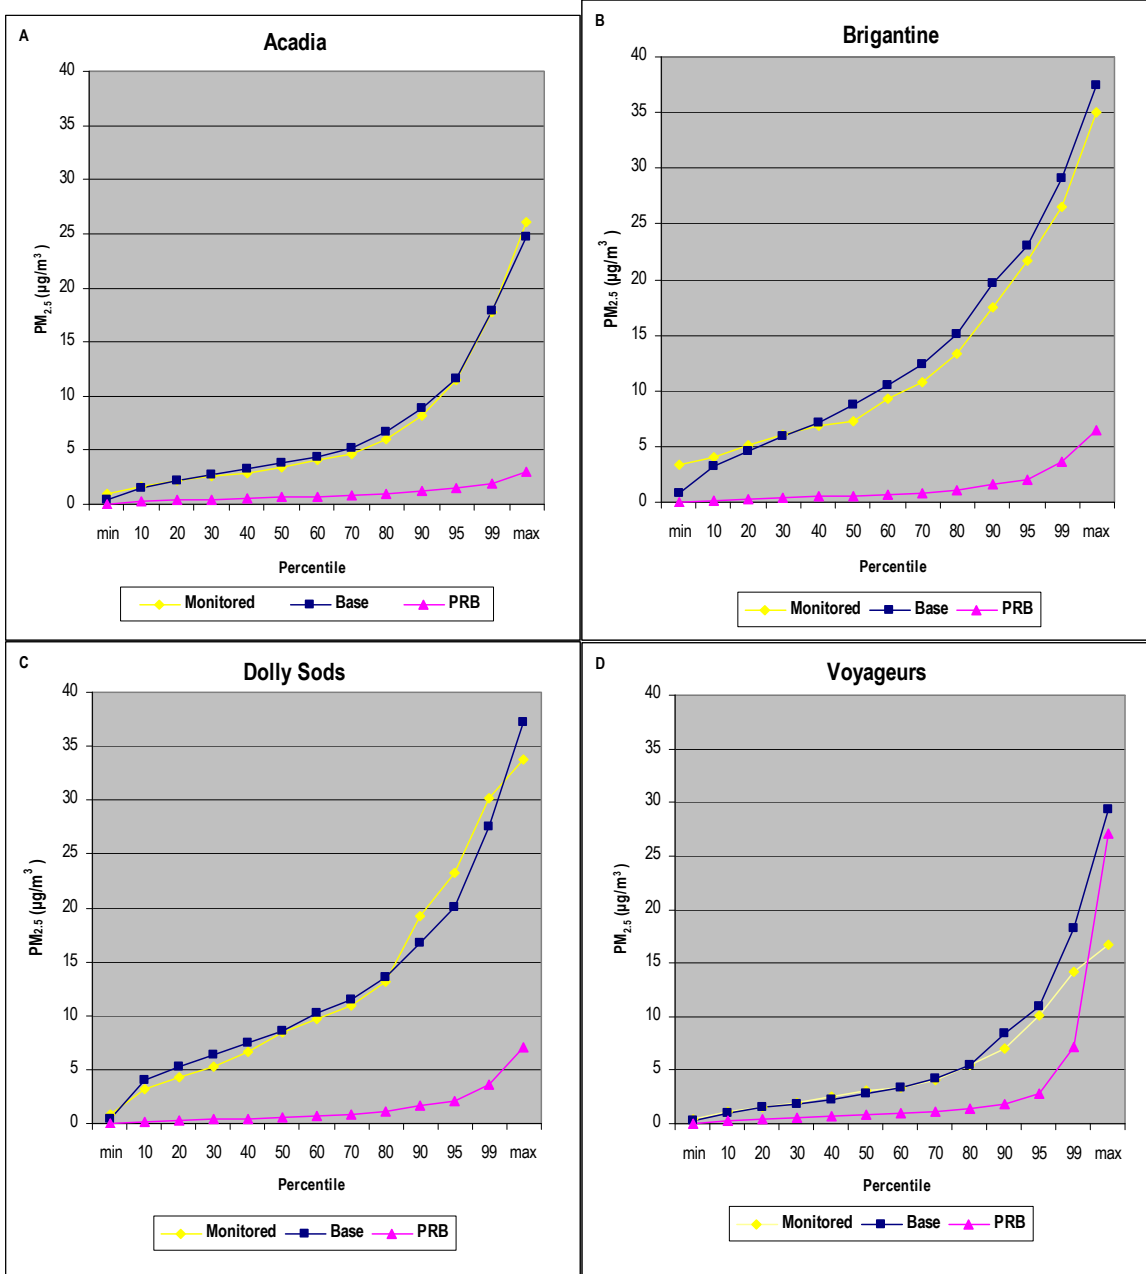 A
Acadia
40
35
30
25
20
15
10
5
0
PM2.5 (µg/m³ )
min 10 20 30 40 50 60 70 80 90 95 99 max
Percentile
Monitored Base PRB
B
Brigantine
40
35
30
25
20
15
10
5
0
PM2.5 (µg/m³ )
min 10 20 30 40 50 60 70 80 90 95 99 max
Percentile
Monitored Base PRB
C
Dolly Sods
40
35
30
25
20
15
10
5
0
PM2.5 (µg/m³ )
min 10 20 30 40 50 60 70 80 90 95 99 max
Percentile
Monitored Base PRB
D
Voyageurs
40
35
30
25
20
15
10
5
0
PM2.5 (µg/m³ )
min 10 20 30 40 50 60 70 80 90 95 99 max
Percentile
Monitored Base PRB